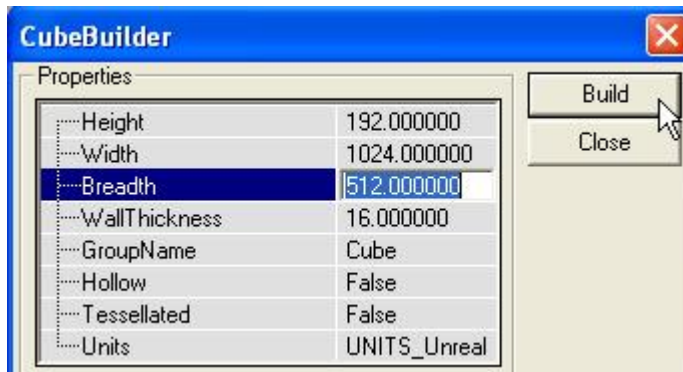 CubeBuilder
Properties
Height 192.000000
Width 1024.000000
Breadth 512.000000
WallThickness 16.000000
GroupName Cube
Hollow False
Tessellated False
Units UNITS_Unreal
Build
Close